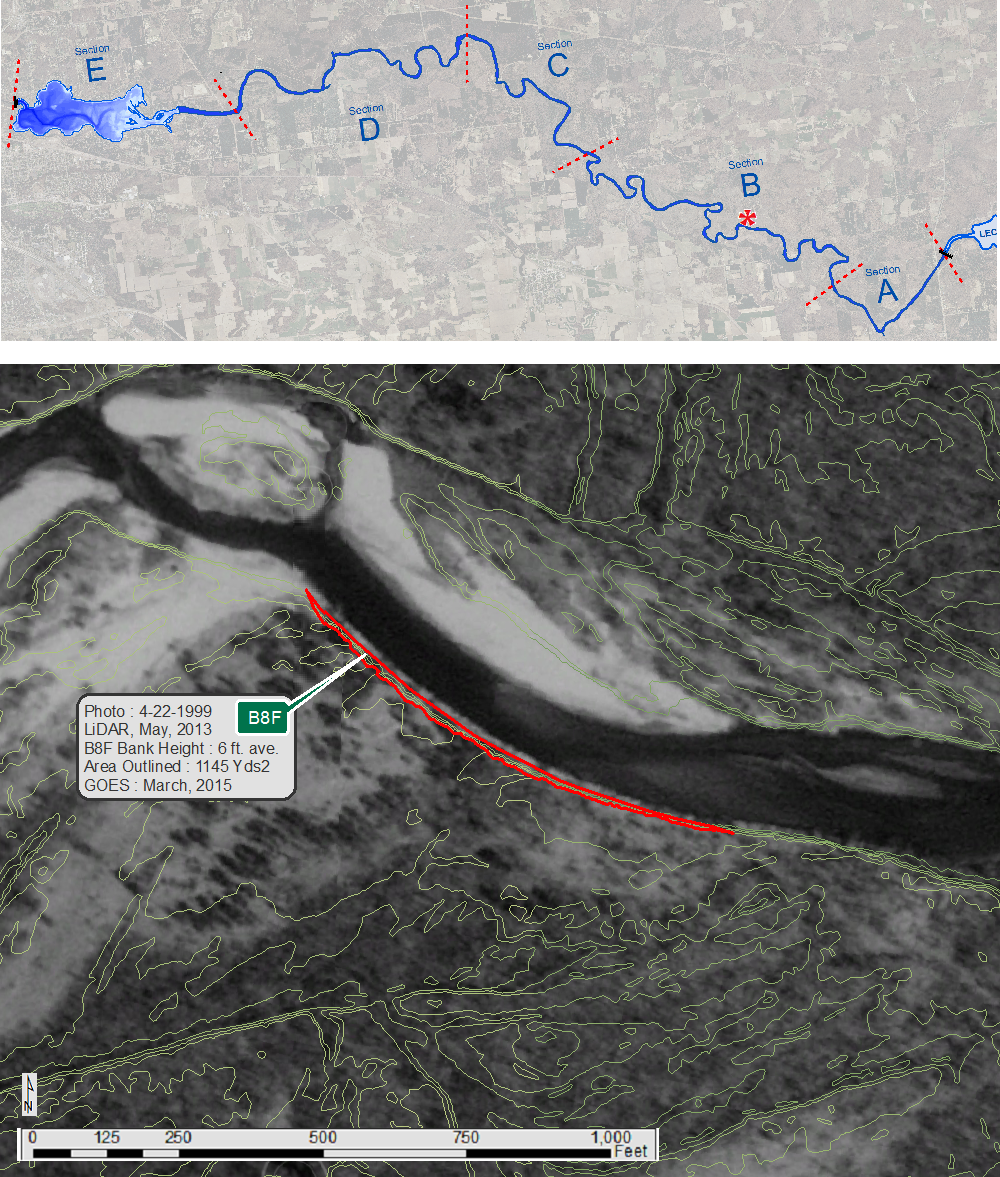 Section
E
Section
D
Section
C
Section
B
*
Section
A
LEC
Photo : 4-22-1999
LiDAR, May, 2013
B8F Bank Height : 6 ft. ave.
Area Outlined : 1145 Yds2
GOES : March, 2015
B8F
N
0 125 250 500 750 1,000
Feet